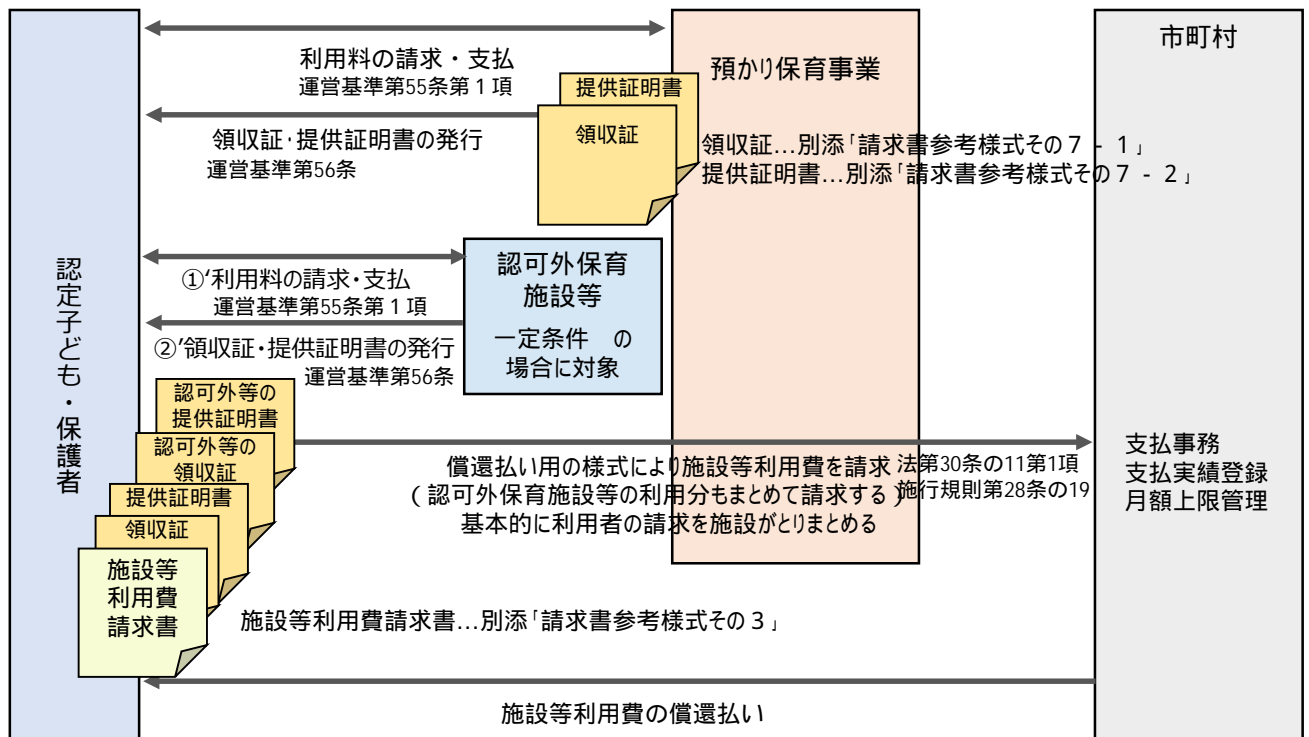 市町村
預かり保育事業
利用料の請求・支払
運営基準第55条第１項
提供証明書
領収証
領収証･提供証明書の発行
運営基準第56条
領収証…別添｢請求書参考様式その７‐１｣
提供証明書…別添｢請求書参考様式その７‐２｣
認定子ども・保護者
①’利用料の請求･支払
運営基準第55条第１項
認可外保育
施設等
一定条件　の
場合に対象
②’領収証･提供証明書の発行
運営基準第56条
認可外等の
提供証明書
認可外等の
領収証
提供証明書
領収証
施設等
利用費
請求書
償還払い用の様式により施設等利用費を請求
（認可外保育施設等の利用分もまとめて請求する）
基本的に利用者の請求を施設がとりまとめる
法第30条の11第1項
施行規則第28条の19
支払事務
支払実績登録
月額上限管理
施設等利用費請求書…別添｢請求書参考様式その３｣
施設等利用費の償還払い